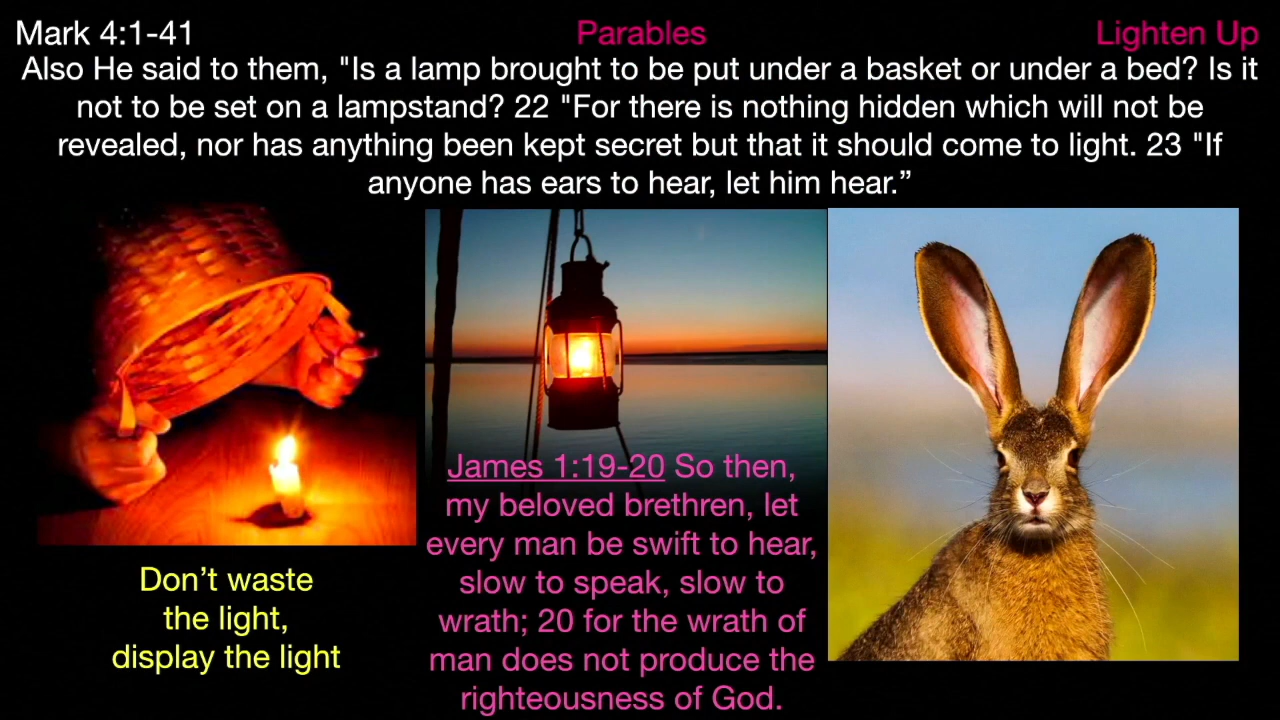 Mark 4:1-41
Parables
Lighten Up
Also He said to them, "Is a lamp brought to be put under a basket or under a bed? Is it
not to be set on a lampstand? 22 "For there is nothing hidden which will not be
revealed, nor has anything been kept secret but that it should come to light. 23 "If
anyone has ears to hear, let him hear.”
Don’t waste
the light,
display the light
James 1:19-20 So then,
my beloved brethren, let
every man be swift to hear,
slow to speak, slow to
wrath; 20 for the wrath of
man does not produce the
righteousness of God.